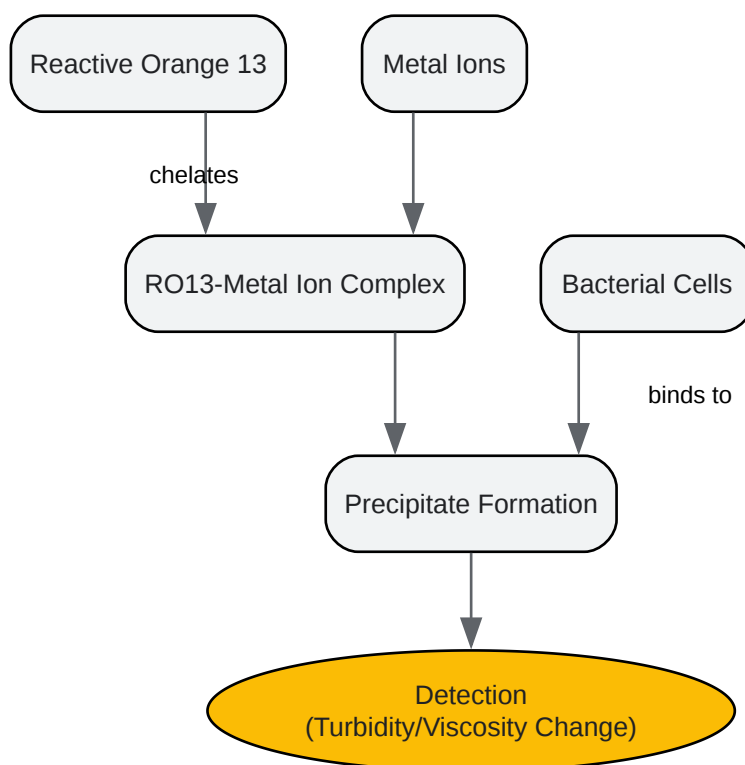 Reactive Orange 13
Metal Ions
chelates
RO13-Metal Ion Complex
Bacterial Cells
binds to
Precipitate Formation
Detection
(Turbidity/Viscosity Change)